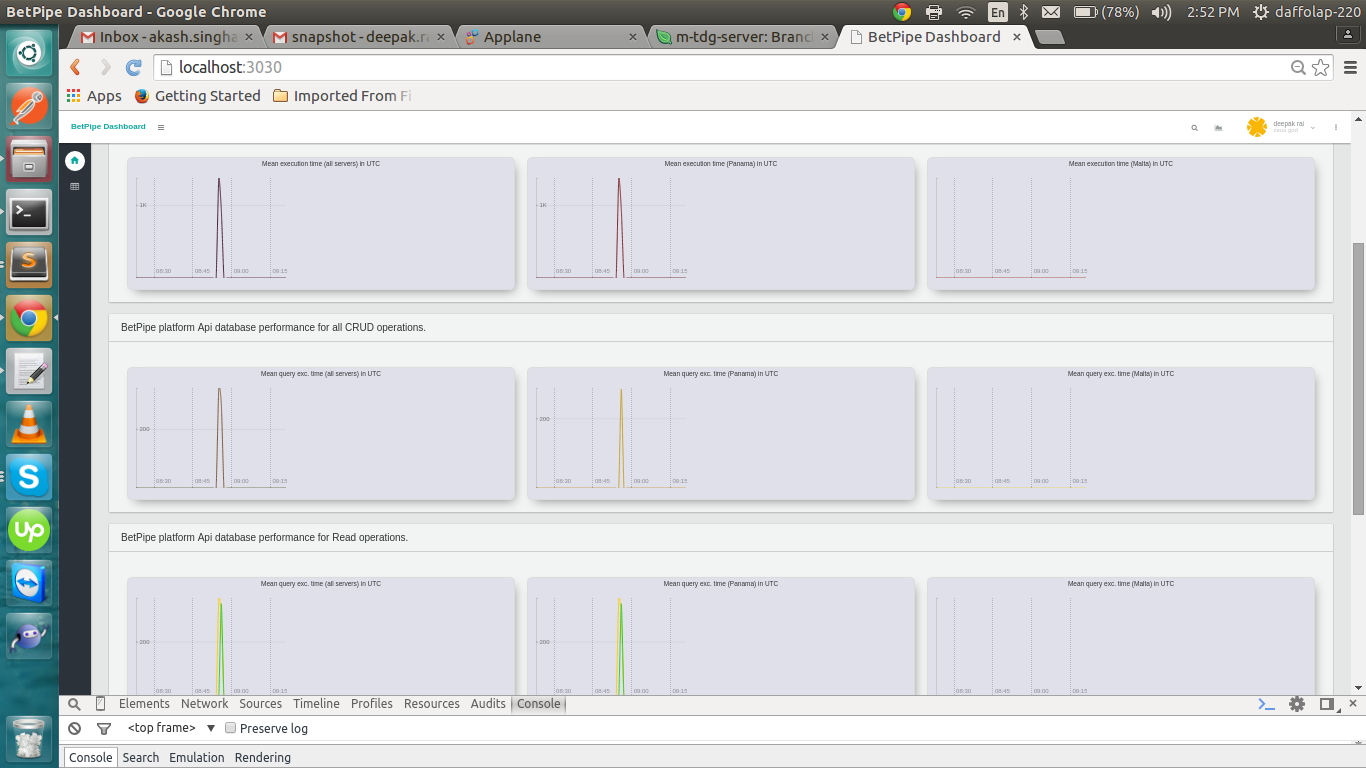 BetPipe Dashboard - Google Chrome
En
(78%)
2:52 PM
daffolap-220
Inbox - akash.singha
snapshot - deepak.ra
Applane
m-tdg-server: Branch
BetPipe Dashboard
localhost:3030
Apps
Getting Started
Imported From Fi
BetPipe Dashboard
deepak rai
Mean execution time (all servers) in UTC
Mean execution time (Panama) in UTC
Mean execution time (Malta) in UTC
1K
1K
08:30 08:45 09:00 09:15
08:30 08:45 09:00 09:15
08:30 08:45 09:00 09:15
BetPipe platform Api database performance for all CRUD operations.
Mean query exc. time (all servers) in UTC
Mean query exc. time (Panama) in UTC
Mean query exc. time (Malta) in UTC
200
200
08:30 08:45 09:00 09:15
08:30 08:45 09:00 09:15
08:30 08:45 09:00 09:15
BetPipe platform Api database performance for Read operations.
Mean query exc. time (all servers) in UTC
Mean query exc. time (Panama) in UTC
Mean query exc. time (Malta) in UTC
200
200
08:30 08:45 09:00 09:15
08:30 08:45 09:00 09:15
08:30 08:45 09:00 09:15
Elements Network Sources Timeline Profiles Resources Audits Console
<top frame>
Preserve log
Console Search Emulation Rendering